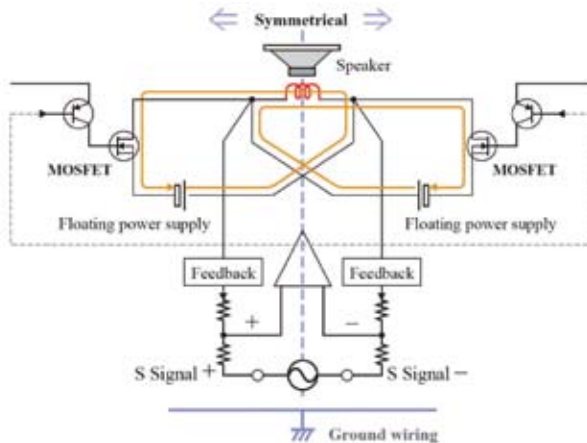 Symmetrical
Speaker
MOSFET
MOSFET
Floating power supply
Floating power supply
Feedback
Feedback
+
−
S Signal +
S Signal −
Ground wiring